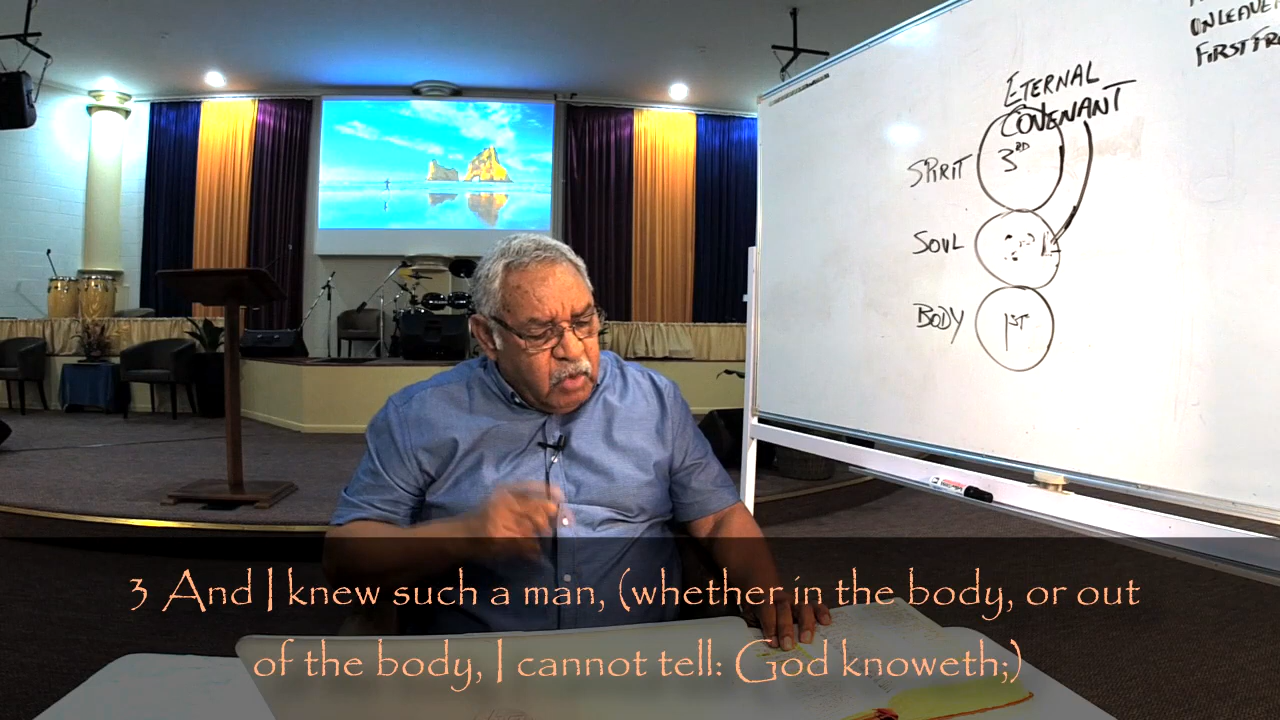 ETERNAL
COVENANT
SPIRIT 3RD
SOUL
BODY 1ST
3 And I knew such a man, (whether in the body, or out
of the body, I cannot tell: God knoweth;)